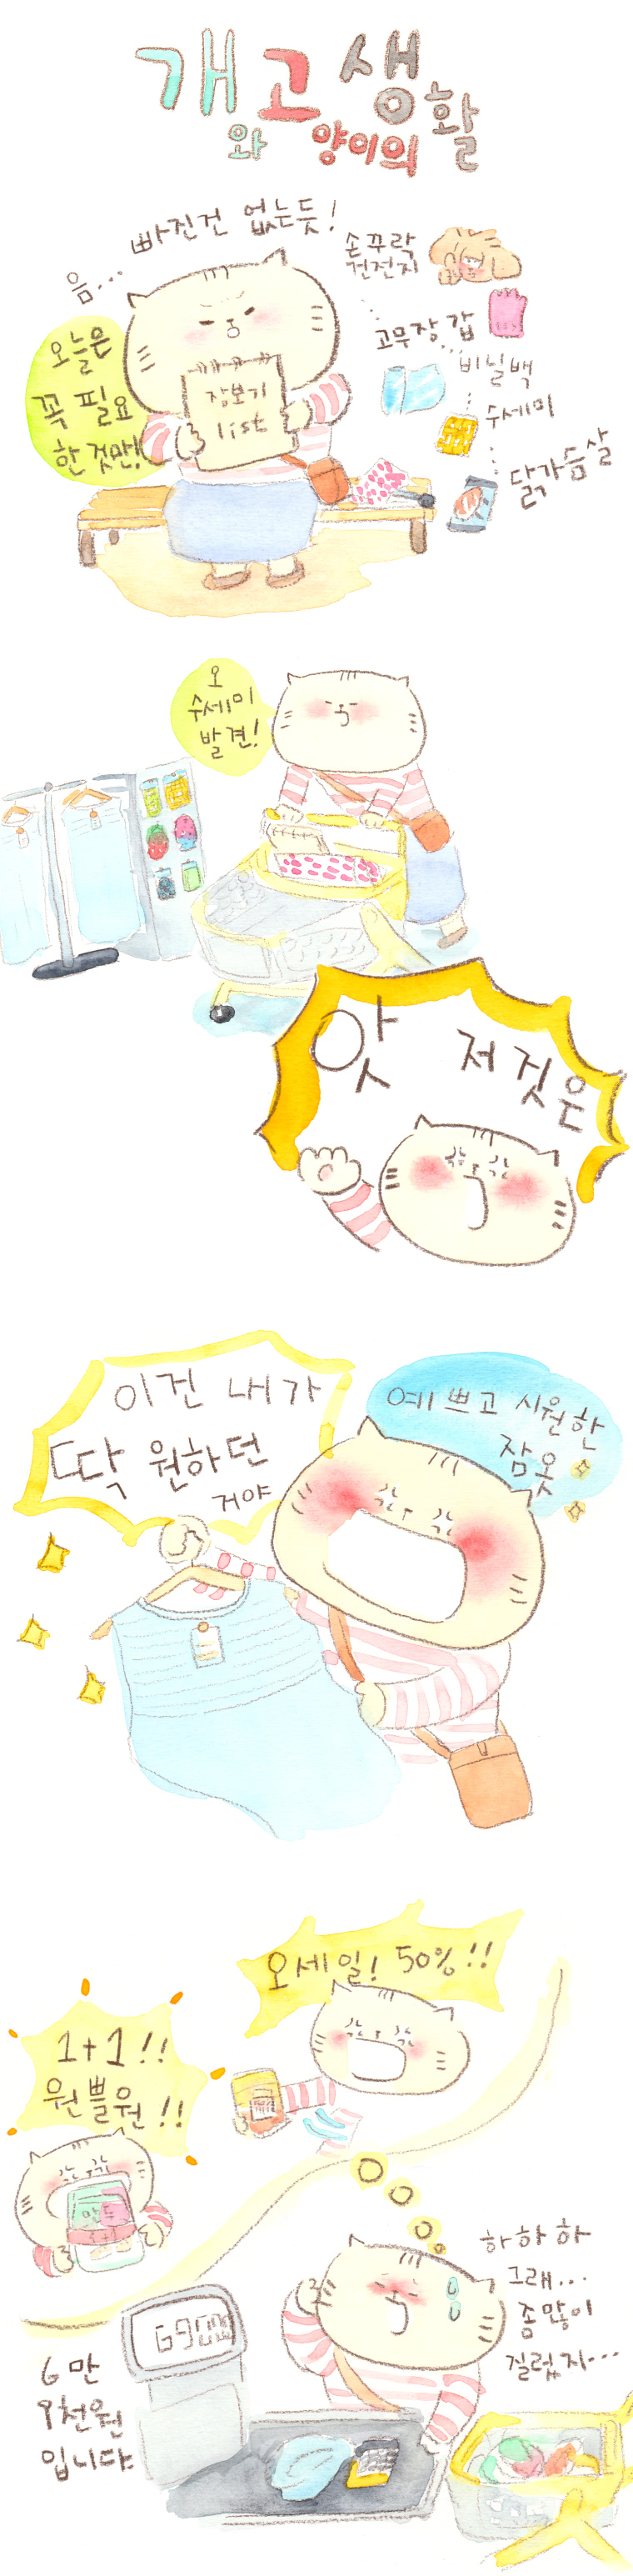 개고생활
와 양이의
음... 빠진건 없는듯!
오늘은
꼭 필요
한 것만!
장보기
list
손꾸락
건전지
고무장갑
비닐백
수세미
닭가슴살
오
수세미
발견!
앗 저것은
이건 내가
딱 원하던
거야
예쁘고 시원한
잠옷
오세일! 50% !!
1+1 !!
원쁠원 !!
만두
1+1
하하하
그래...
좀 많이
질렀지...
6만
9천원
입니다